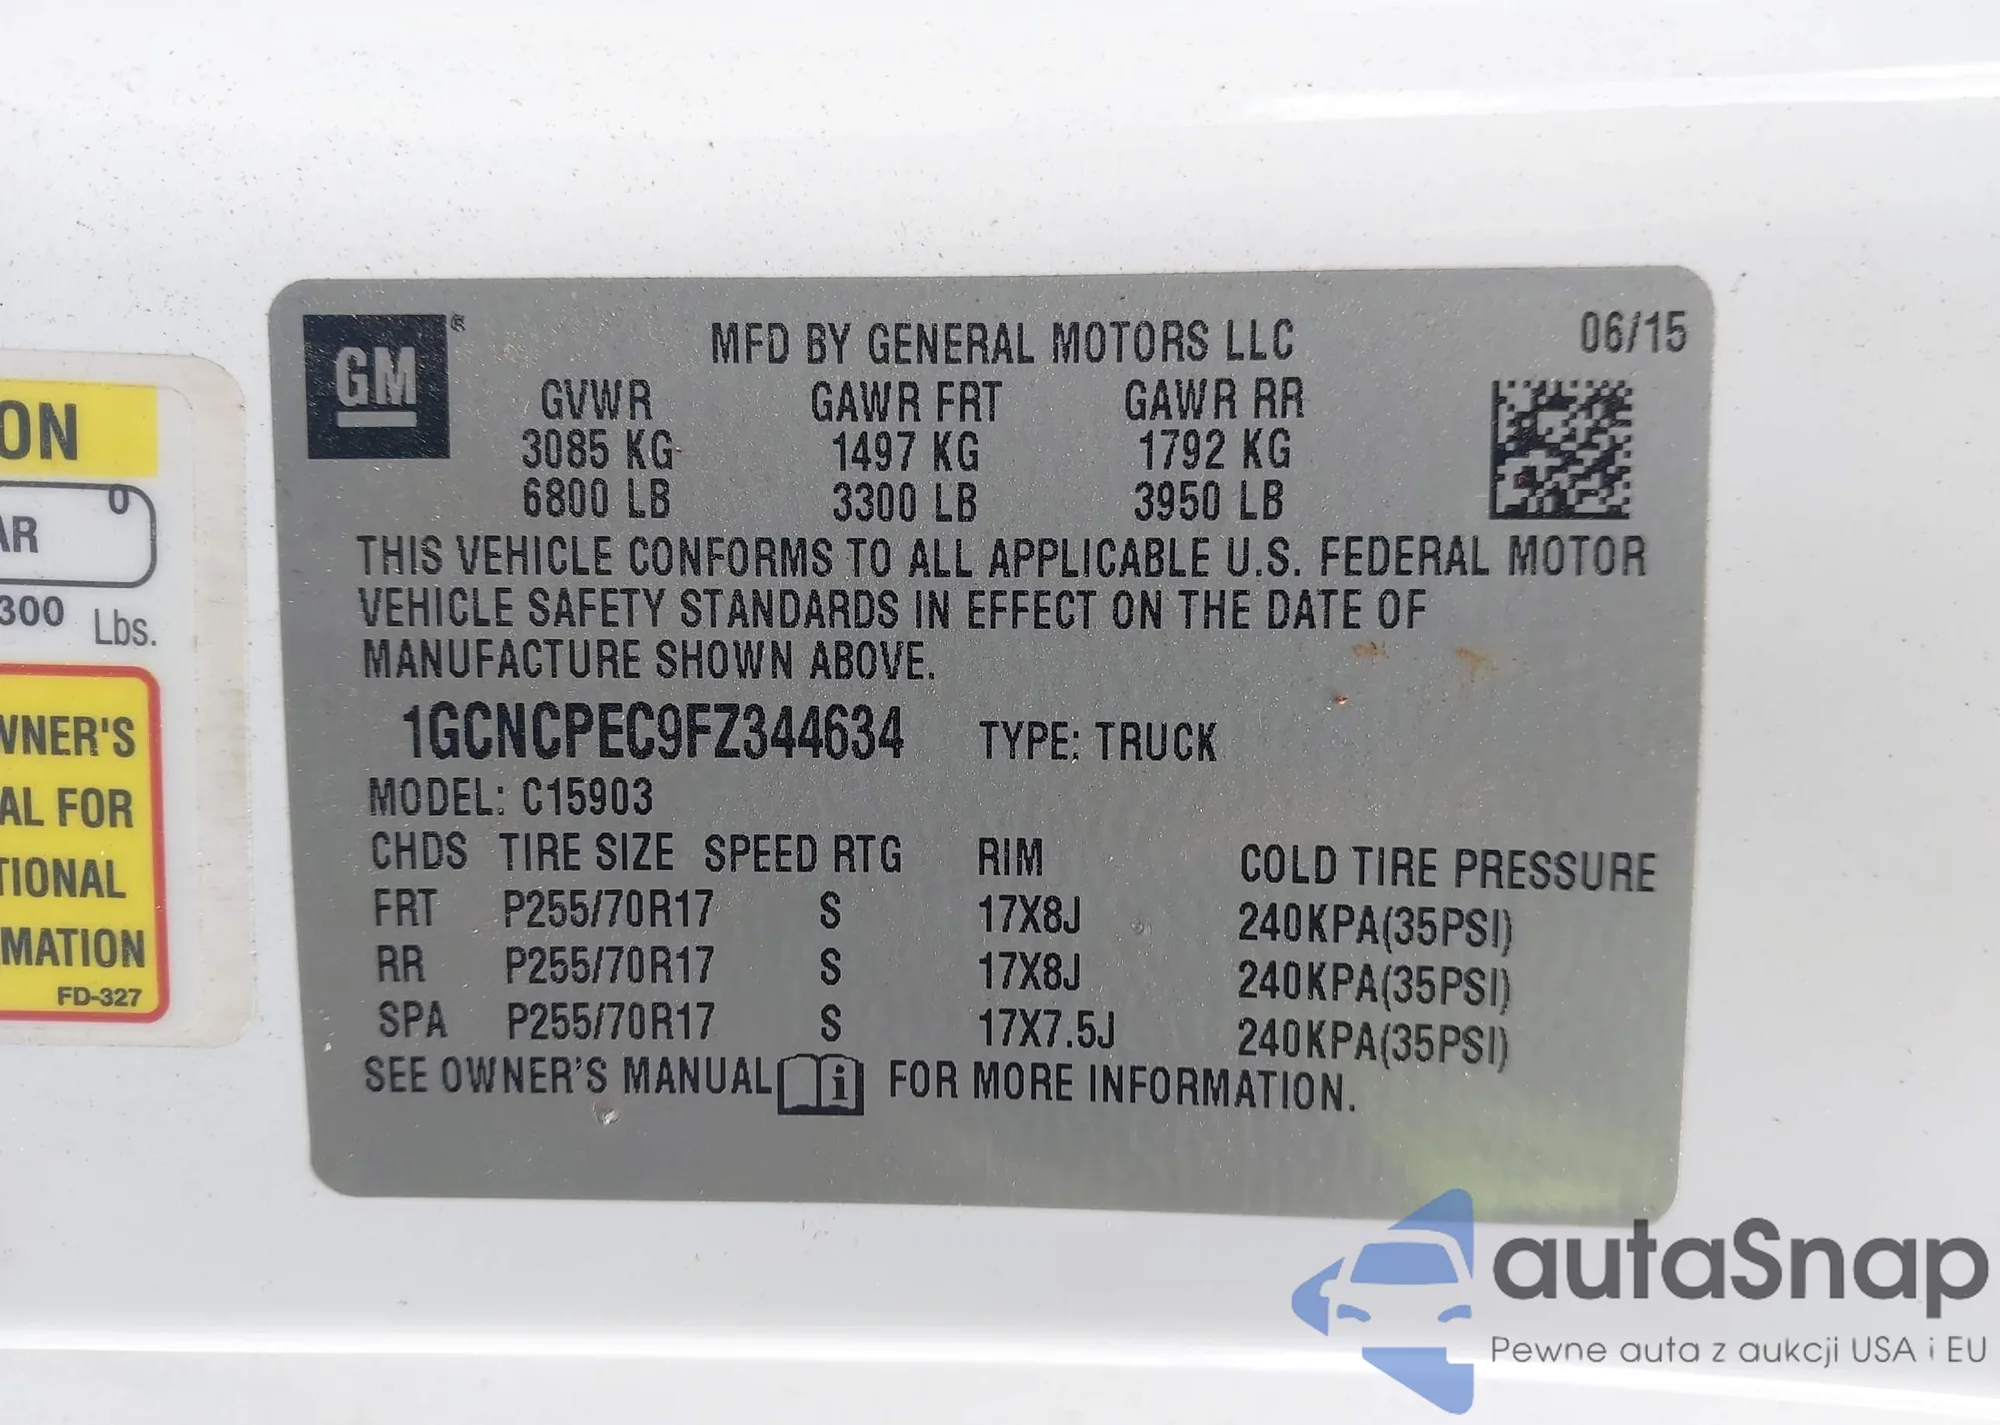 GM
®
MFD BY GENERAL MOTORS LLC
06/15
GVWR GAWR FRT GAWR RR
3085 KG 1497 KG 1792 KG
6800 LB 3300 LB 3950 LB
THIS VEHICLE CONFORMS TO ALL APPLICABLE U.S. FEDERAL MOTOR
VEHICLE SAFETY STANDARDS IN EFFECT ON THE DATE OF
MANUFACTURE SHOWN ABOVE.
1GCNCPEC9FZ344634 TYPE: TRUCK
MODEL: C15903
CHDS TIRE SIZE SPEED RTG RIM COLD TIRE PRESSURE
FRT P255/70R17 S 17X8J 240KPA(35PSI)
RR P255/70R17 S 17X8J 240KPA(35PSI)
SPA P255/70R17 S 17X7.5J 240KPA(35PSI)
SEE OWNER'S MANUAL i FOR MORE INFORMATION.
ON
0
AR
300 Lbs.
WNER'S
AL FOR
TIONAL
MATION
FD-327
autaSnap
Pewne auta z aukcji USA i EU